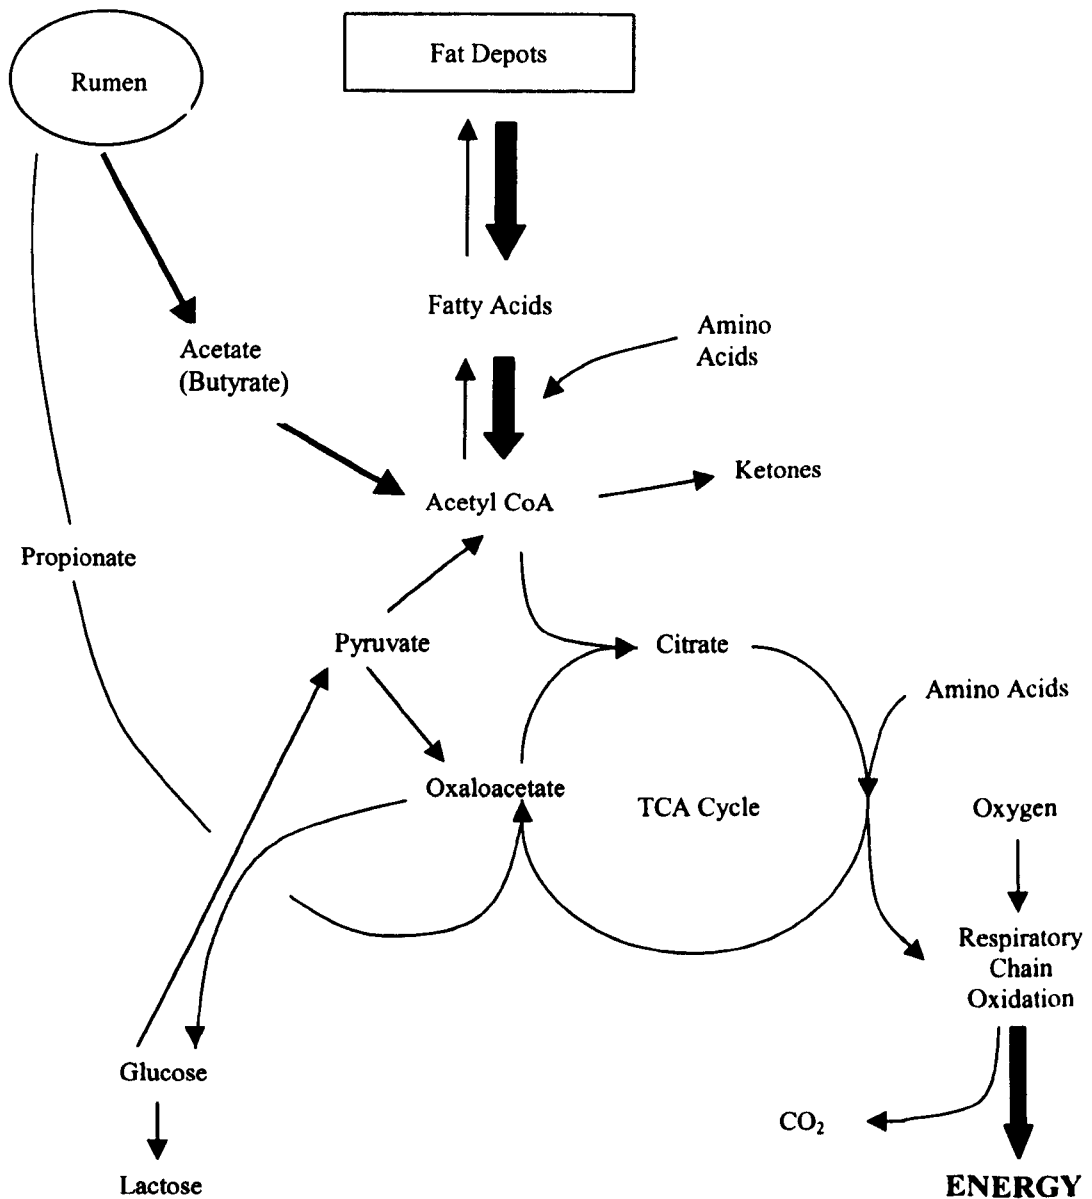 Rumen
Fat Depots
Fatty Acids
Amino
Acids
Acetate
(Butyrate)
Ketones
Acetyl CoA
Propionate
Pyruvate
Citrate
Amino Acids
Oxaloacetate
TCA Cycle
Oxygen
Respiratory
Chain
Oxidation
Glucose
CO₂
Lactose
ENERGY